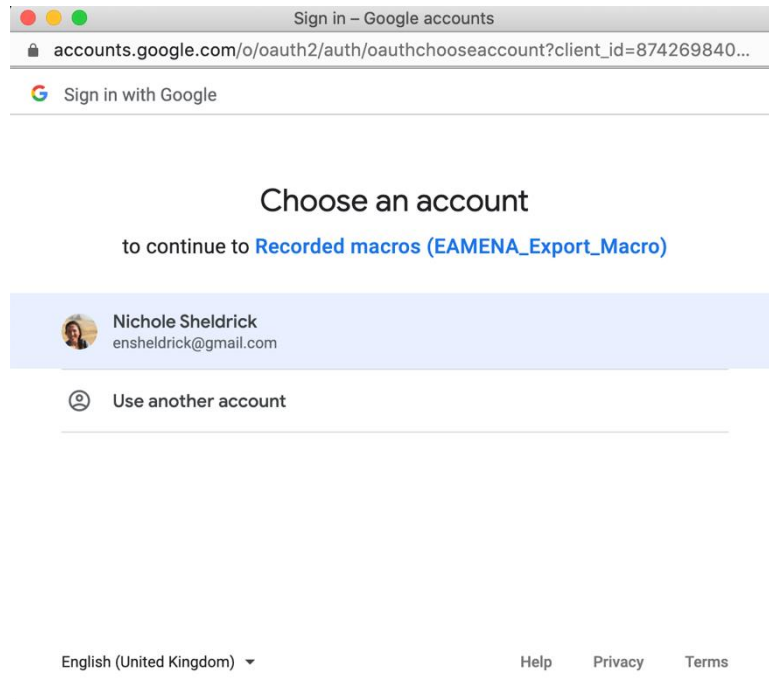 Sign in – Google accounts
accounts.google.com/o/oauth2/auth/oauthchooseaccount?client_id=874269840...
Sign in with Google
Choose an account
to continue to Recorded macros (EAMENA_Export_Macro)
Nichole Sheldrick
ensheldrick@gmail.com
Use another account
English (United Kingdom) Help Privacy Terms